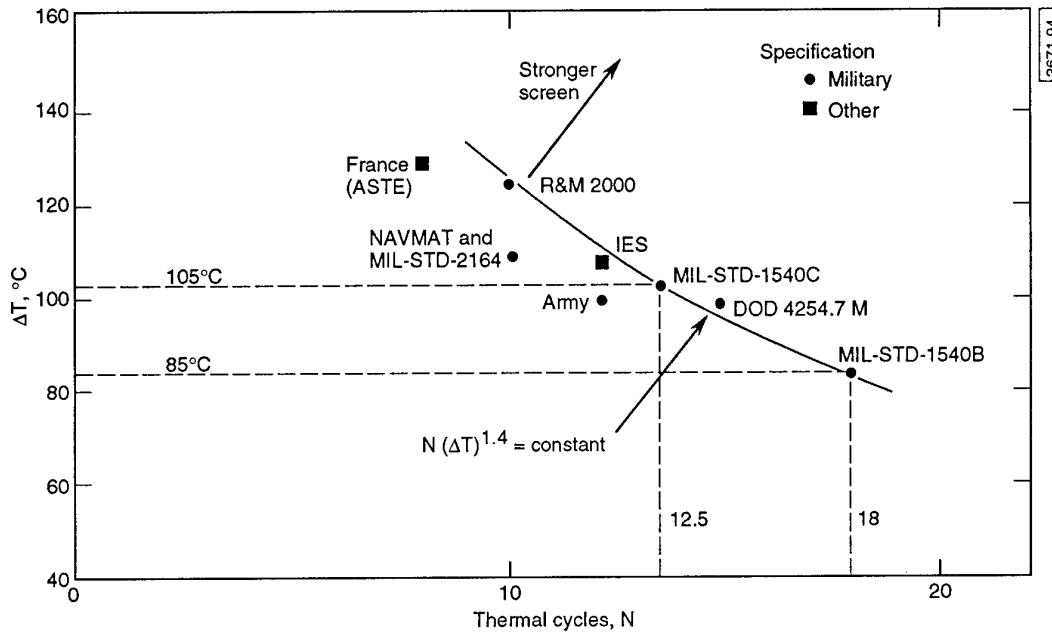 160
140
120
100
80
60
40
ΔT, °C
0
10
20
Thermal cycles, N
Specification
Military
Other
Stronger
screen
France
(ASTE)
R&M 2000
NAVMAT and
MIL-STD-2164
IES
105°C
MIL-STD-1540C
Army
DOD 4254.7 M
85°C
MIL-STD-1540B
N (ΔT)1.4 = constant
12.5
18